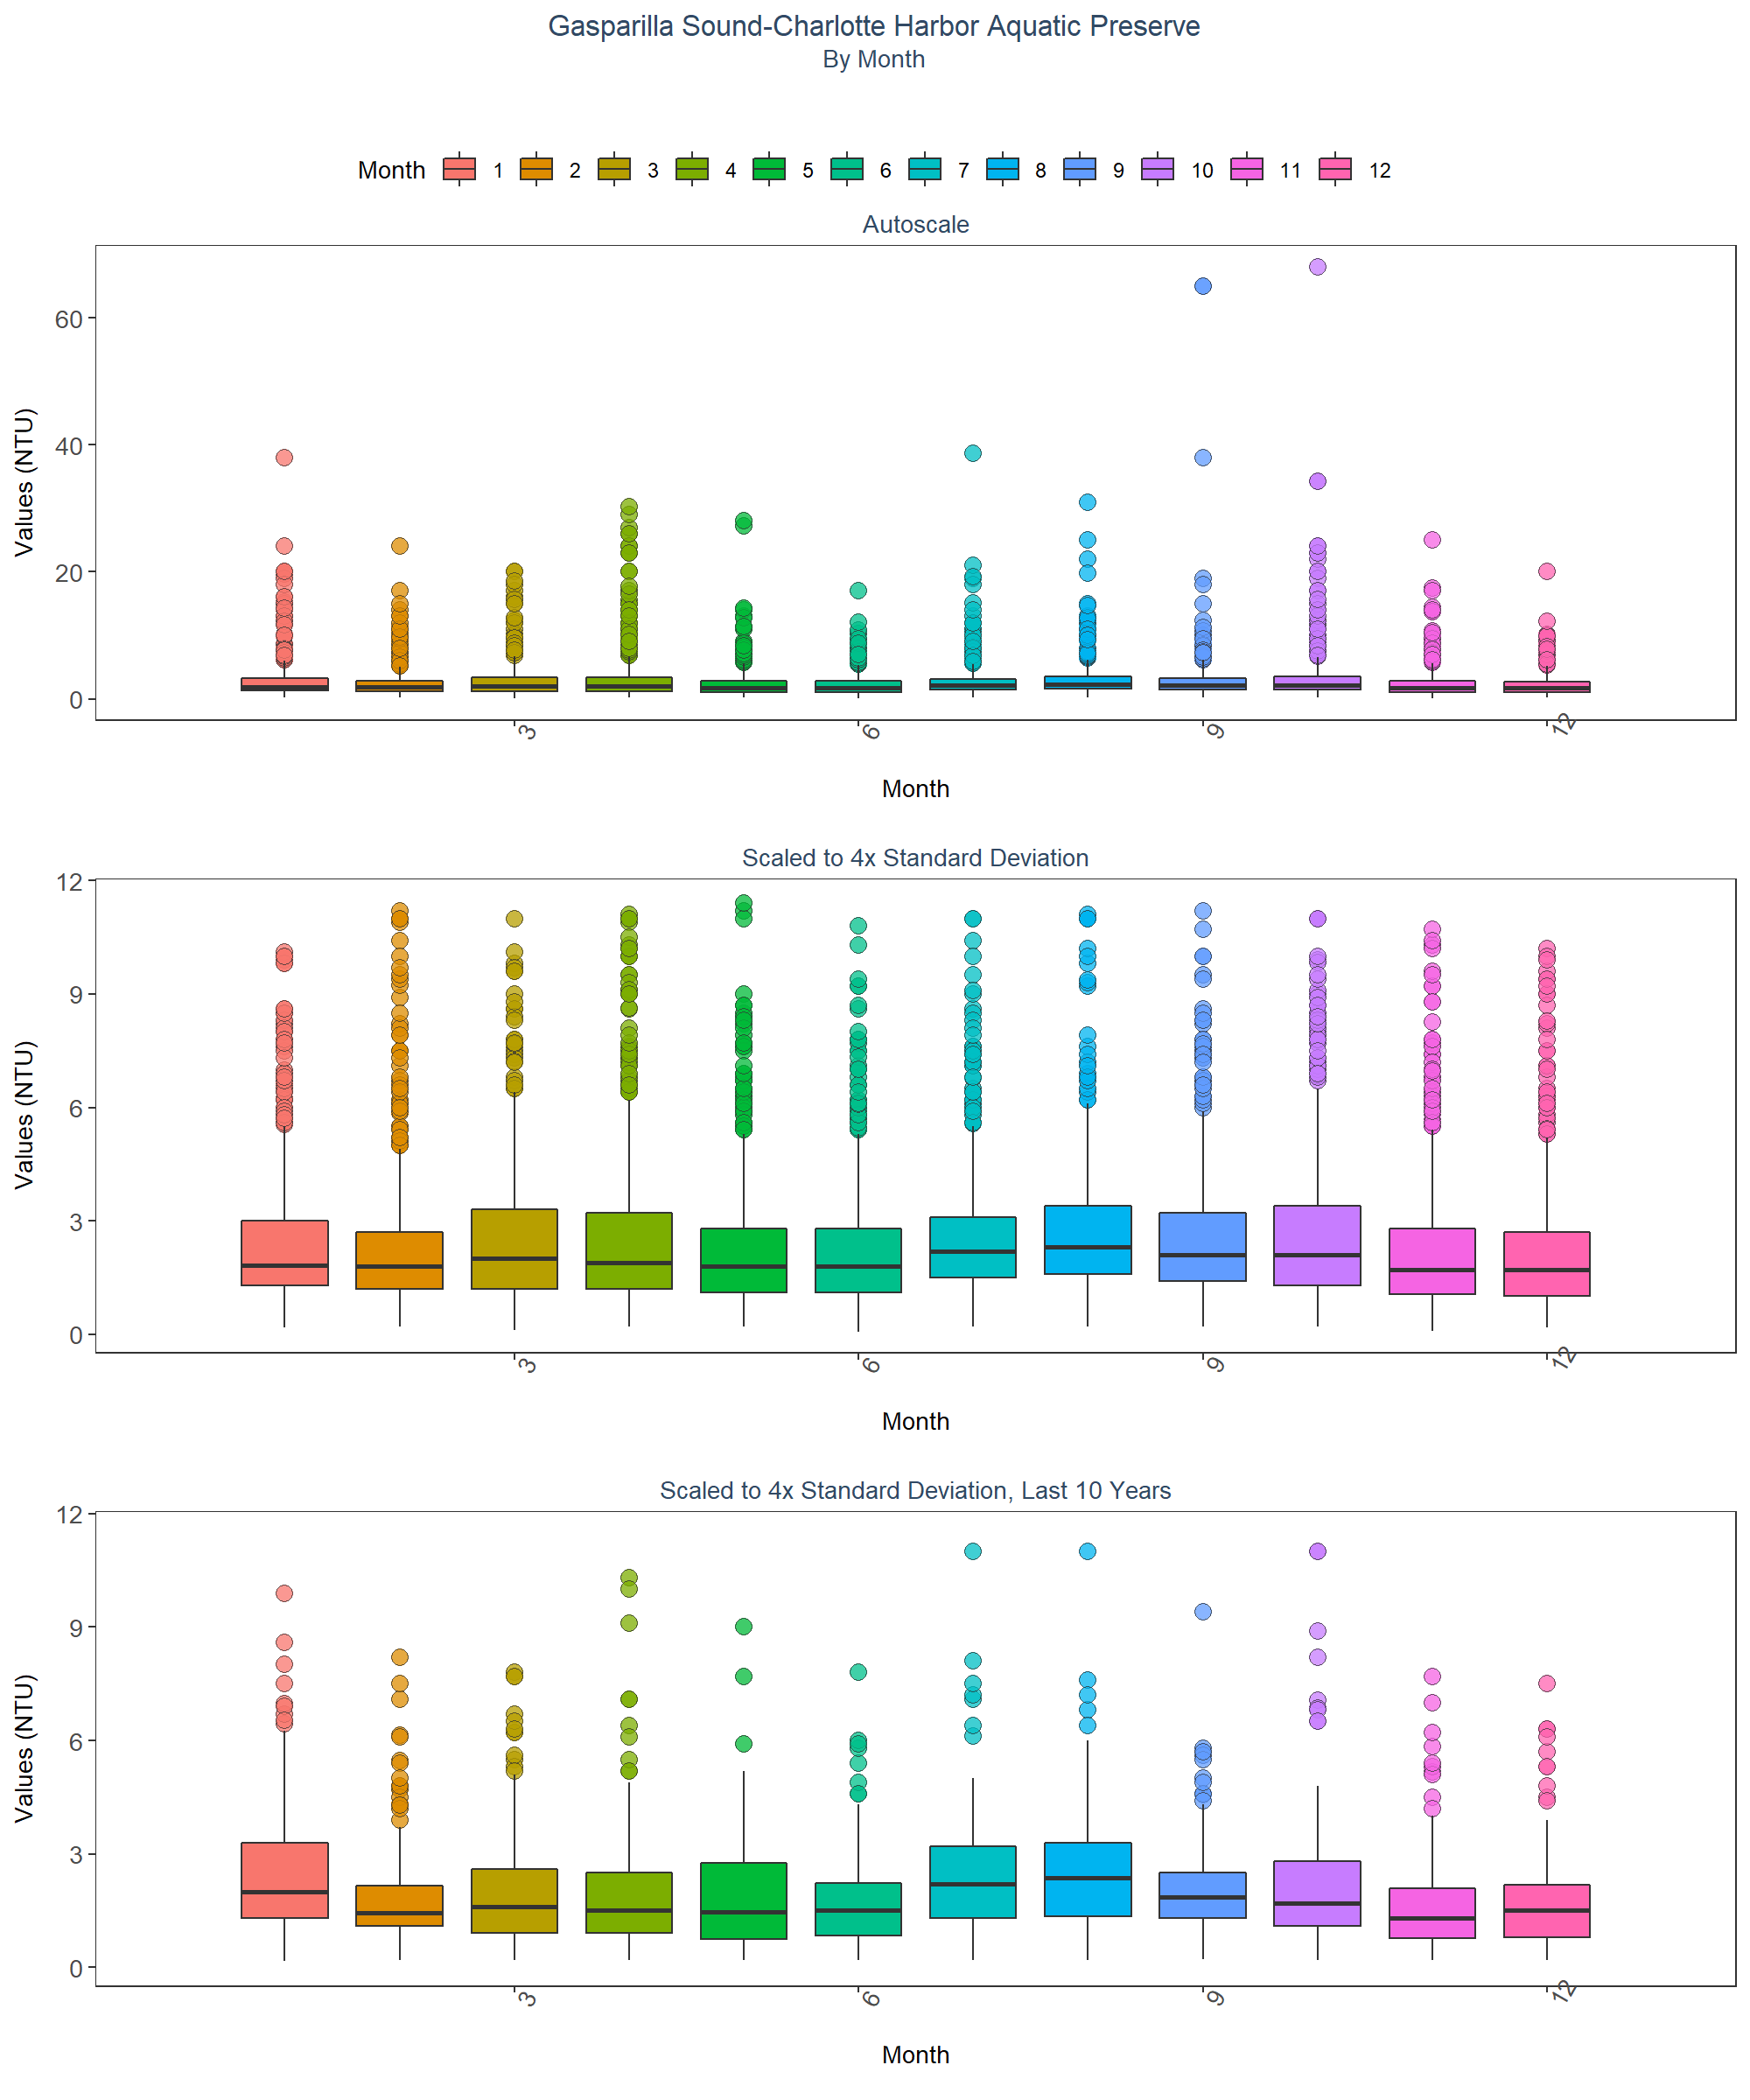 Gasparilla Sound-Charlotte Harbor Aquatic Preserve
By Month
Month 1 2 3 4 5 6 7 8 9 10 11 12
Autoscale
Values (NTU)
60
40
20
0
3 6 9 12
Month
Scaled to 4x Standard Deviation
Values (NTU)
12
9
6
3
0
3 6 9 12
Month
Scaled to 4x Standard Deviation, Last 10 Years
Values (NTU)
12
9
6
3
0
3 6 9 12
Month